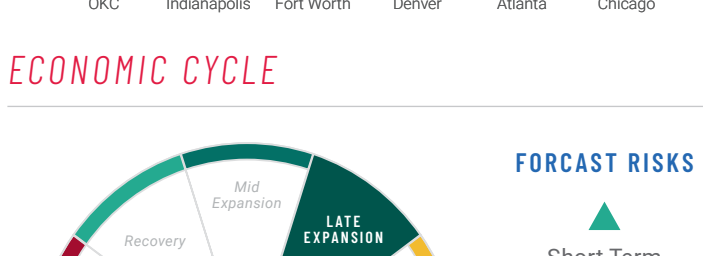 OKC Indianapolis Fort Worth Denver Atlanta Chicago
ECONOMIC CYCLE
FORCAST RISKS
Mid
Expansion
LATE
EXPANSION
Recovery
Short Term